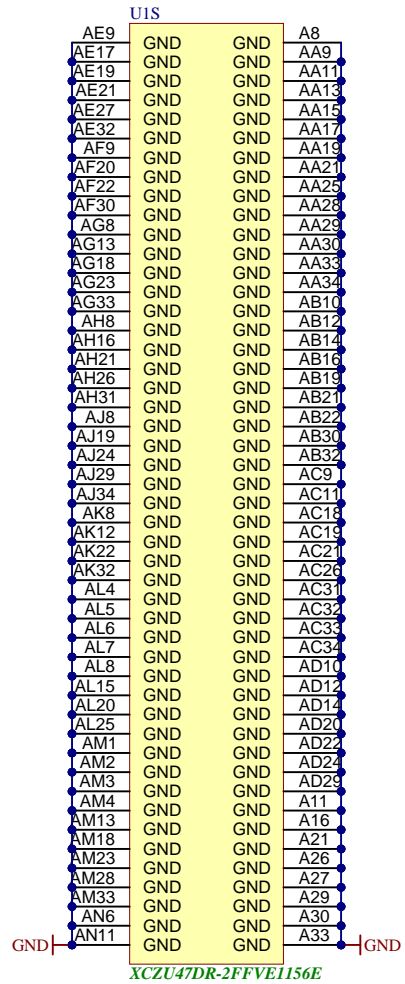 U1S
AE9 GND GND A8
AE17 GND GND AA9
AE19 GND GND AA11
AE21 GND GND AA13
AE27 GND GND AA15
AE32 GND GND AA17
AF9 GND GND AA19
AF20 GND GND AA21
AF22 GND GND AA25
AF30 GND GND AA28
AG8 GND GND AA29
AG13 GND GND AA30
AG18 GND GND AA33
AG23 GND GND AA34
AG33 GND GND AB10
AH8 GND GND AB12
AH16 GND GND AB14
AH21 GND GND AB16
AH26 GND GND AB19
AH31 GND GND AB21
AJ8 GND GND AB22
AJ19 GND GND AB30
AJ24 GND GND AB32
AJ29 GND GND AC9
AJ34 GND GND AC11
AK8 GND GND AC18
AK12 GND GND AC19
AK22 GND GND AC21
AK32 GND GND AC26
AL4 GND GND AC31
AL5 GND GND AC32
AL6 GND GND AC33
AL7 GND GND AC34
AL8 GND GND AD10
AL15 GND GND AD12
AL20 GND GND AD14
AL25 GND GND AD20
AM1 GND GND AD22
AM2 GND GND AD24
AM3 GND GND AD29
AM4 GND GND A11
AM13 GND GND A16
AM18 GND GND A21
AM23 GND GND A26
AM28 GND GND A27
AM33 GND GND A29
AN6 GND GND A30
GND AN11 GND GND A33 GND
XCZU47DR-2FFVE1156E